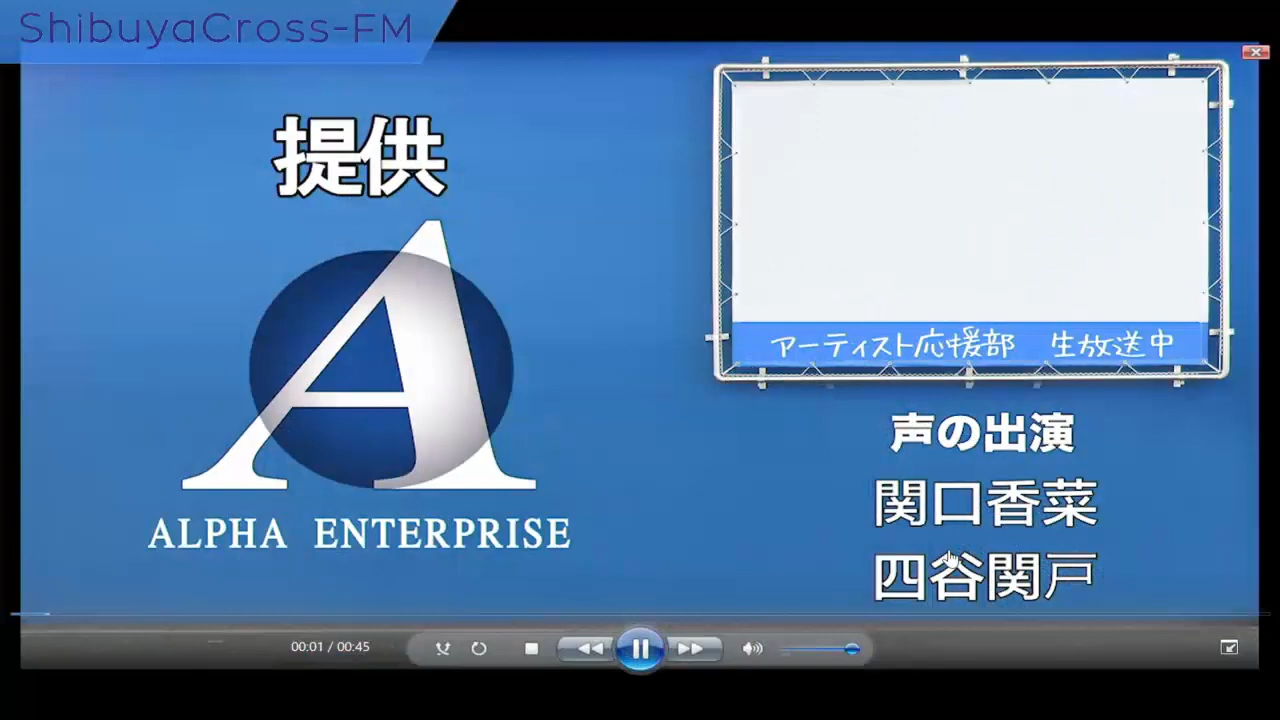 ShibuyaCross-FM
提供
ALPHA ENTERPRISE
アーティスト応援部 生放送中
声の出演
関口香菜
四谷関戸
00:01 / 00:45